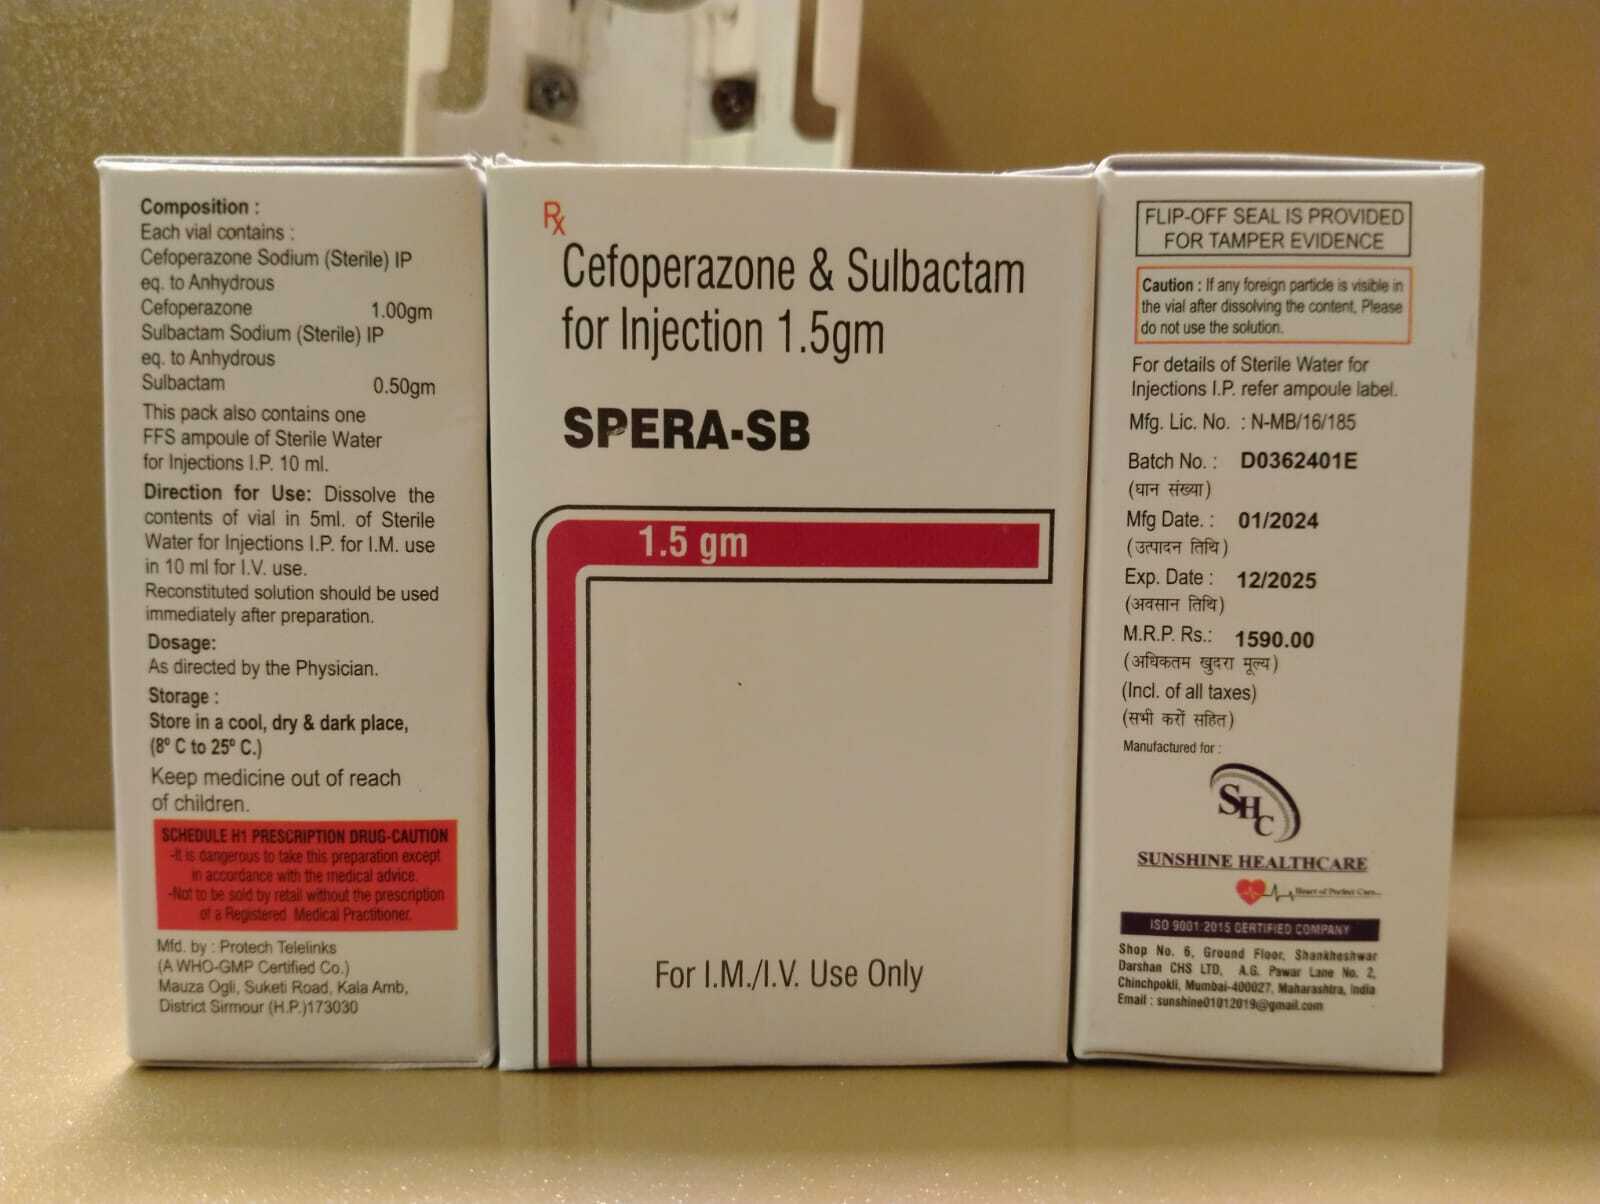 Composition :
Each vial contains :
Cefoperazone Sodium (Sterile) IP
eq. to Anhydrous
Cefoperazone 1.00gm
Sulbactam Sodium (Sterile) IP
eq. to Anhydrous
Sulbactam 0.50gm
This pack also contains one
FFS ampoule of Sterile Water
for Injections I.P. 10 ml.
Direction for Use: Dissolve the
contents of vial in 5ml. of Sterile
Water for Injections I.P. for I.M. use
in 10 ml for I.V. use.
Reconstituted solution should be used
immediately after preparation.
Dosage:
As directed by the Physician.
Storage :
Store in a cool, dry & dark place,
(8º C to 25º C.)
Keep medicine out of reach
of children.
SCHEDULE H1 PRESCRIPTION DRUG-CAUTION
-It is dangerous to take this preparation except
in accordance with the medical advice.
-Not to be sold by retail without the prescription
of a Registered Medical Practitioner.
Mfd. by : Protech Telelinks
(A WHO-GMP Certified Co.)
Mauza Ogli, Suketi Road, Kala Amb,
District Sirmour (H.P.)173030
Rx
Cefoperazone & Sulbactam
for Injection 1.5gm
SPERA-SB
1.5 gm
For I.M./I.V. Use Only
FLIP-OFF SEAL IS PROVIDED
FOR TAMPER EVIDENCE
Caution : If any foreign particle is visible in
the vial after dissolving the content, Please
do not use the solution.
For details of Sterile Water for
Injections I.P. refer ampoule label.
Mfg. Lic. No. : N-MB/16/185
Batch No. : D0362401E
(घान संख्या)
Mfg Date. : 01/2024
(उत्पादन तिथि)
Exp. Date : 12/2025
(अवसान तिथि)
M.R.P. Rs.: 1590.00
(अधिकतम खुदरा मूल्य)
(Incl. of all taxes)
(सभी करों सहित)
Manufactured for :
SHC
SUNSHINE HEALTHCARE
Heart of Perfect Care...
ISO 9001:2015 CERTIFIED COMPANY
Shop No. 6, Ground Floor, Shankheshwar
Darshan CHS LTD, A.G. Pawar Lane No. 2,
Chinchpokli, Mumbai-400027, Maharashtra, India
Email : sunshine01012019@gmail.com